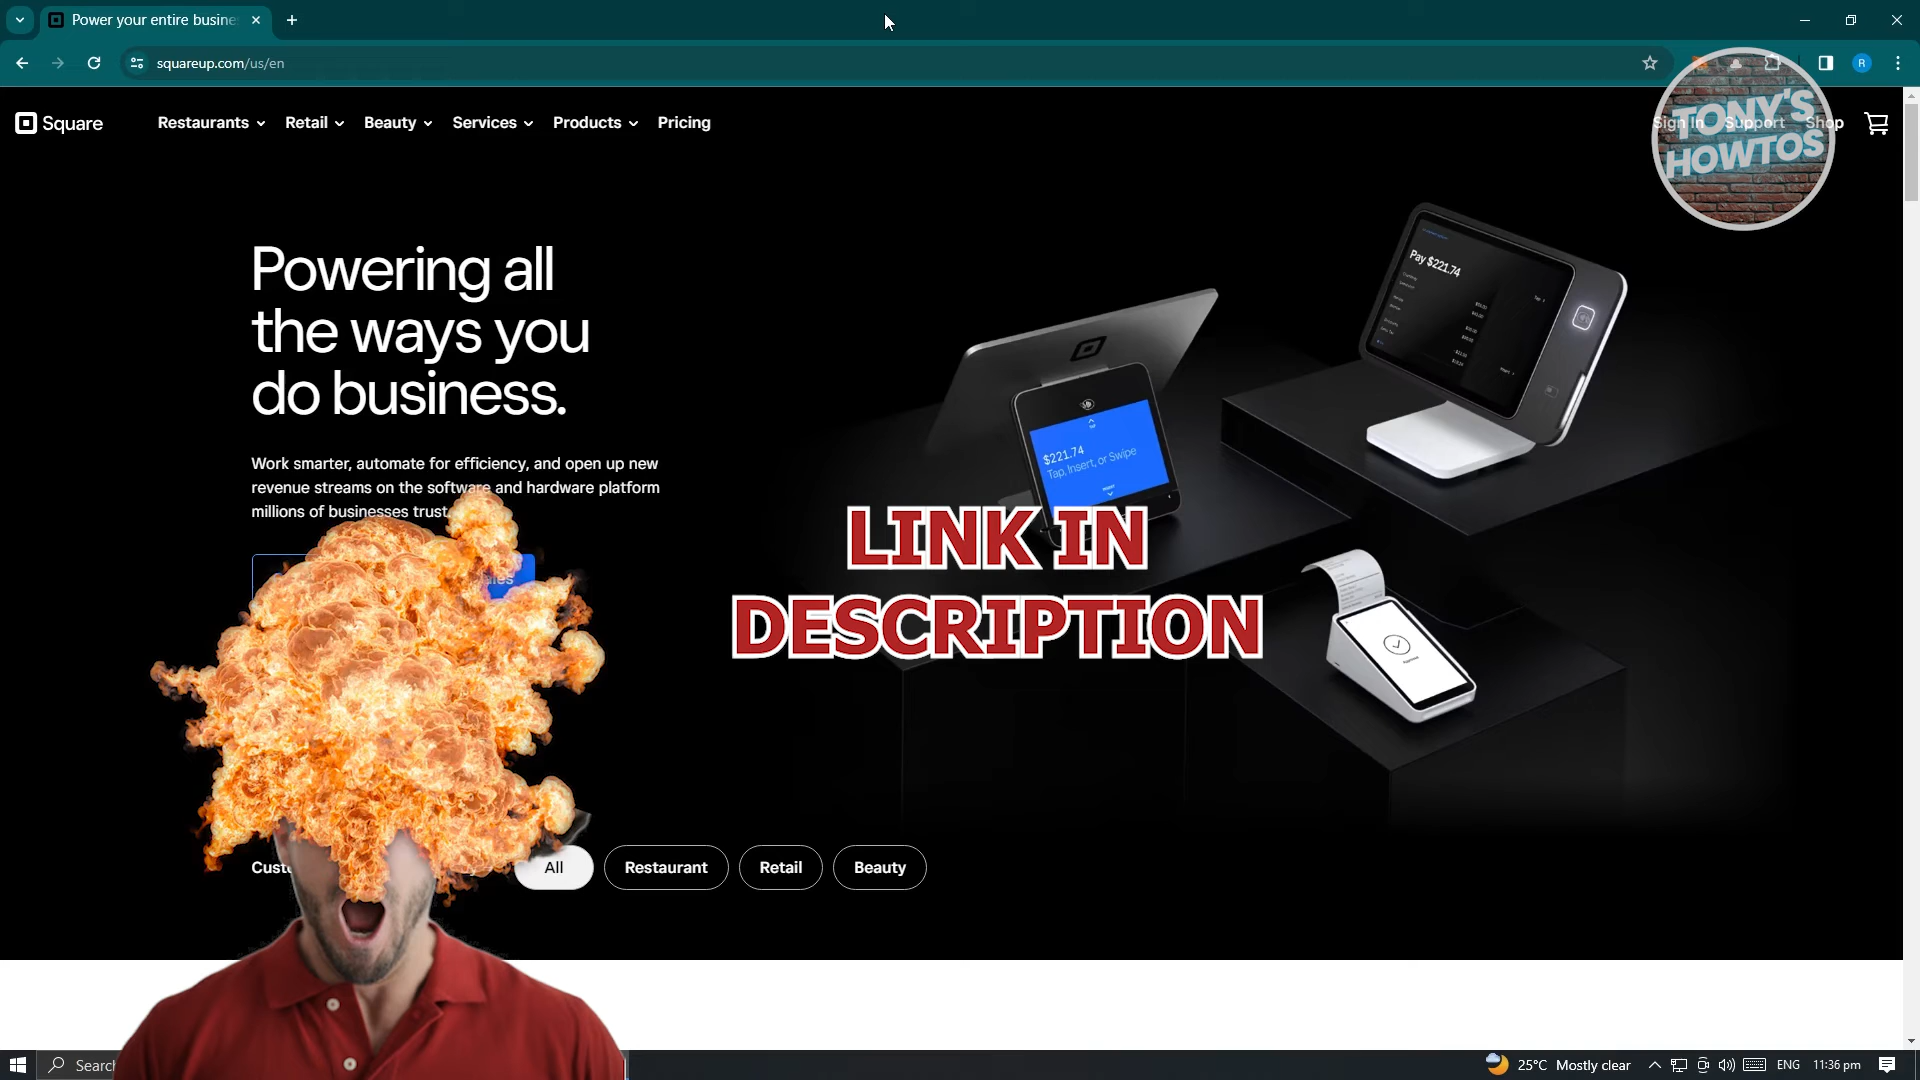 Power your entire busine
squareup.com/us/en
Square
Restaurants
Retail
Beauty
Services
Products
Pricing
Sign In
Support
Shop
TONY'S
HOWTOS
Powering all
the ways you
do business.
Work smarter, automate for efficiency, and open up new
revenue streams on the software and hardware platform
millions of businesses trust.
Pay $221.74
$221.74
Tap, Insert, or Swipe
LINK IN
DESCRIPTION
All
Restaurant
Retail
Beauty
Search
25°C Mostly clear
ENG
11:36 pm
R